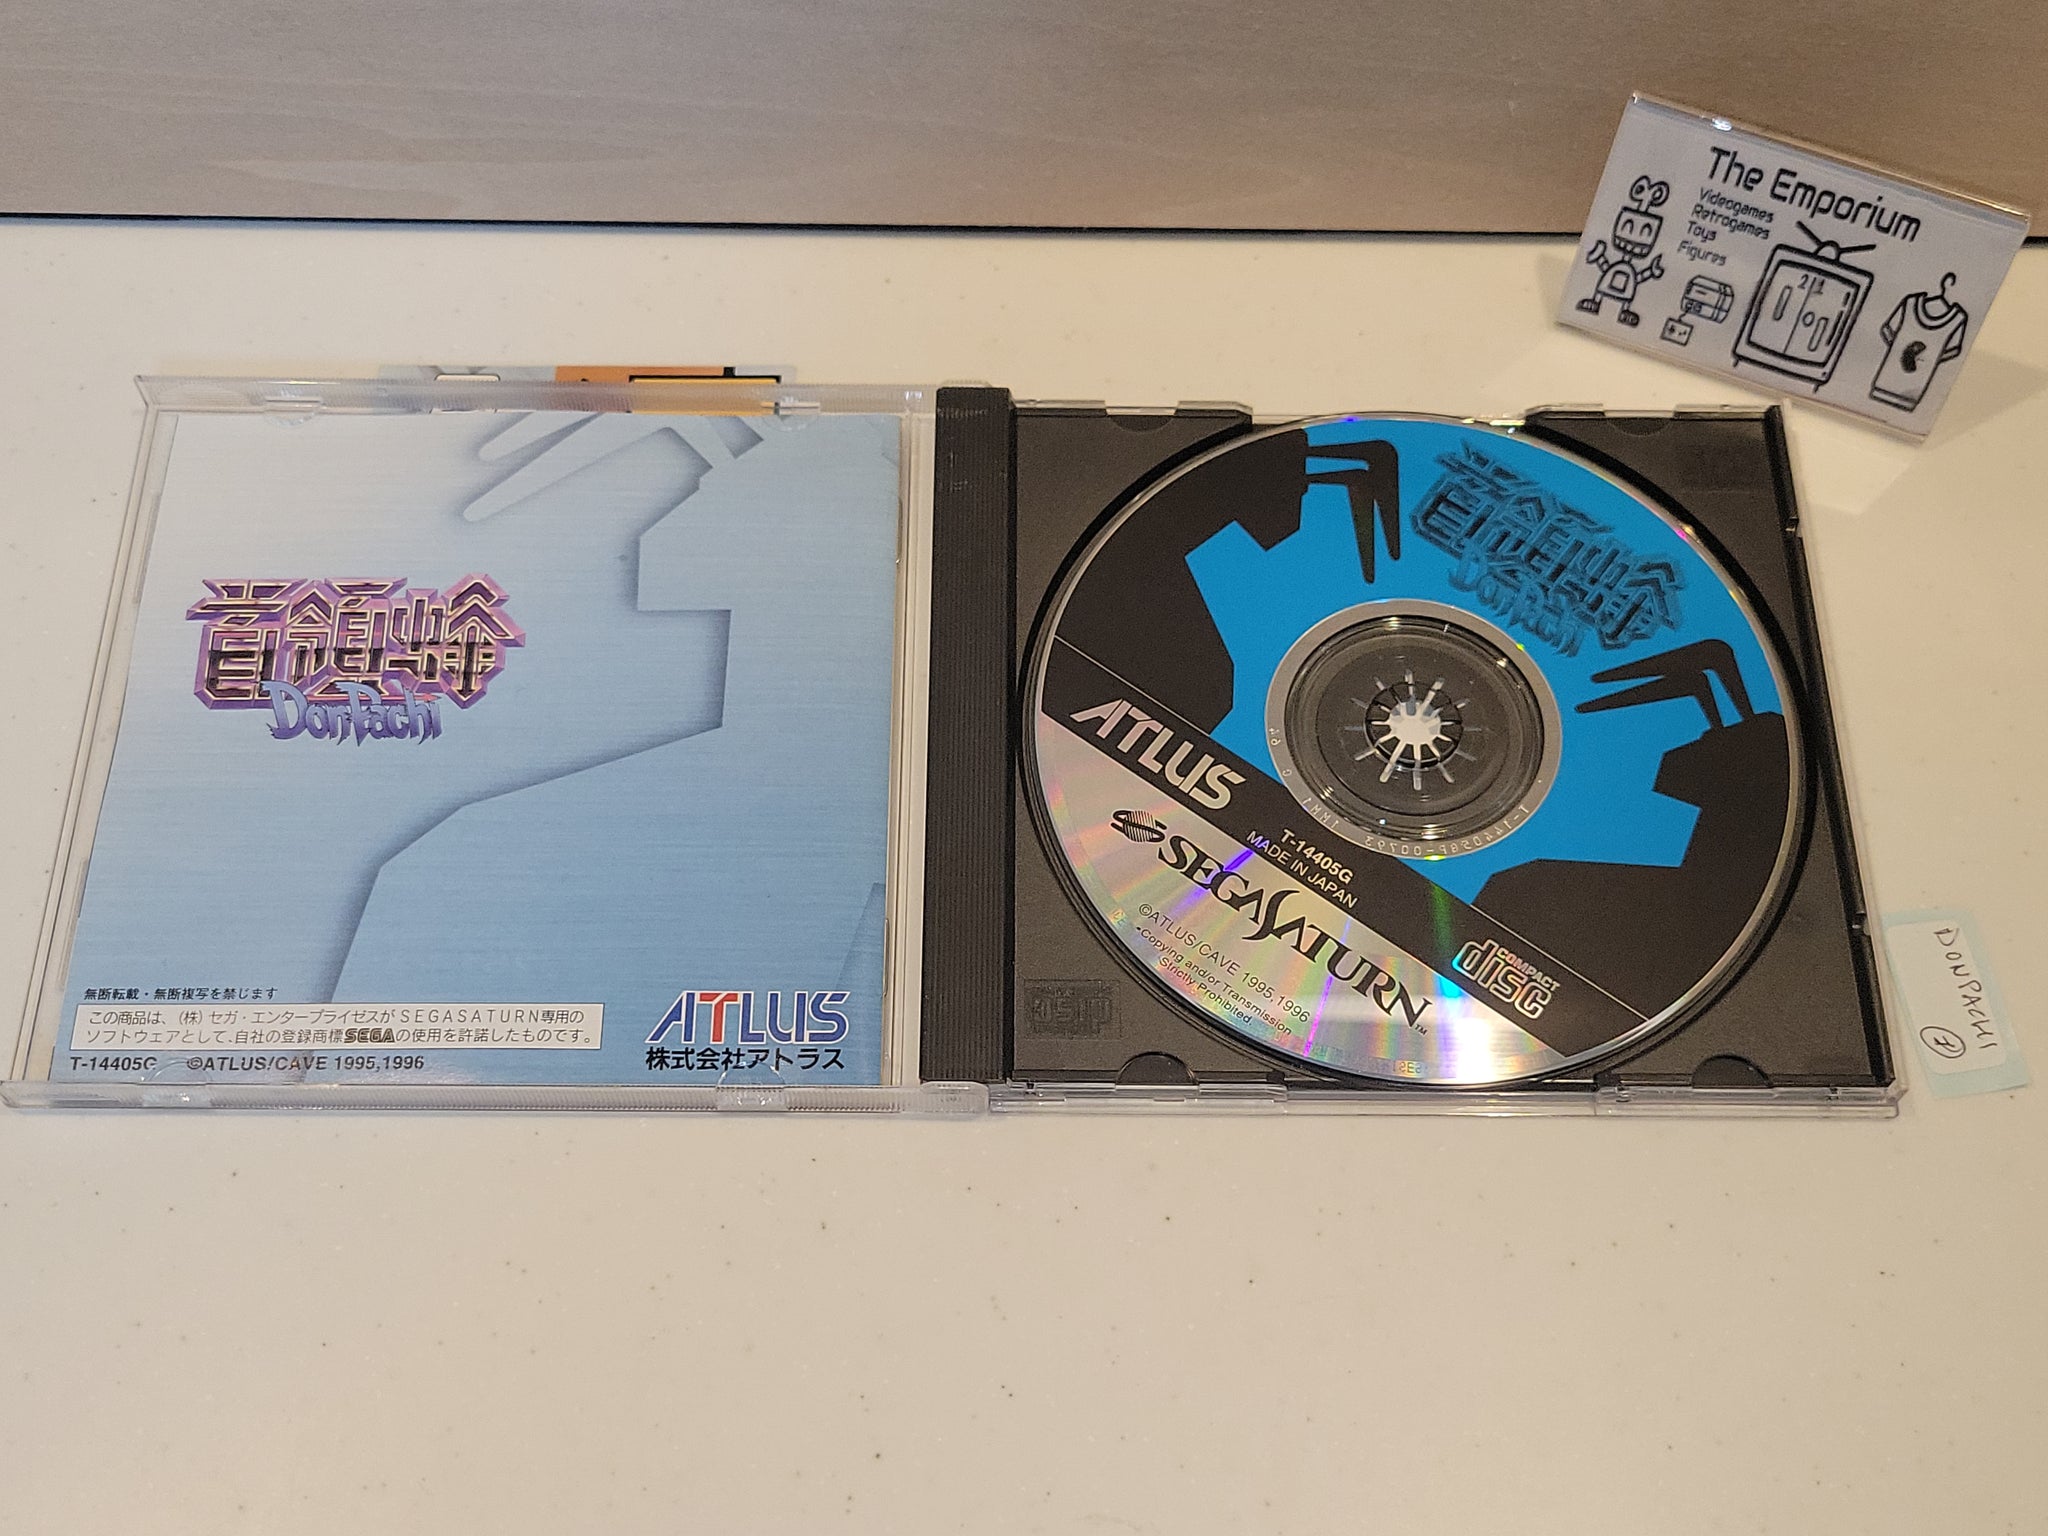 The Emporium
Videogames
Retrogames
Toys
Figures
首領蜂
DonPachi
無断転載・無断複写を禁じます
この商品は、(株)セガ・エンタープライゼスがSEGASATURN専用の
ソフトウェアとして、自社の登録商標SEGAの使用を許諾したものです。
T-14405G ©ATLUS/CAVE 1995,1996
ATLUS
株式会社アトラス
首領蜂
DonPachi
ATLUS
T-14405G
MADE IN JAPAN
SEGASATURN™
©ATLUS/CAVE 1995,1996
•Copying and/or Transmission
Strictly Prohibited
COMPACT
disc
DONPACHI